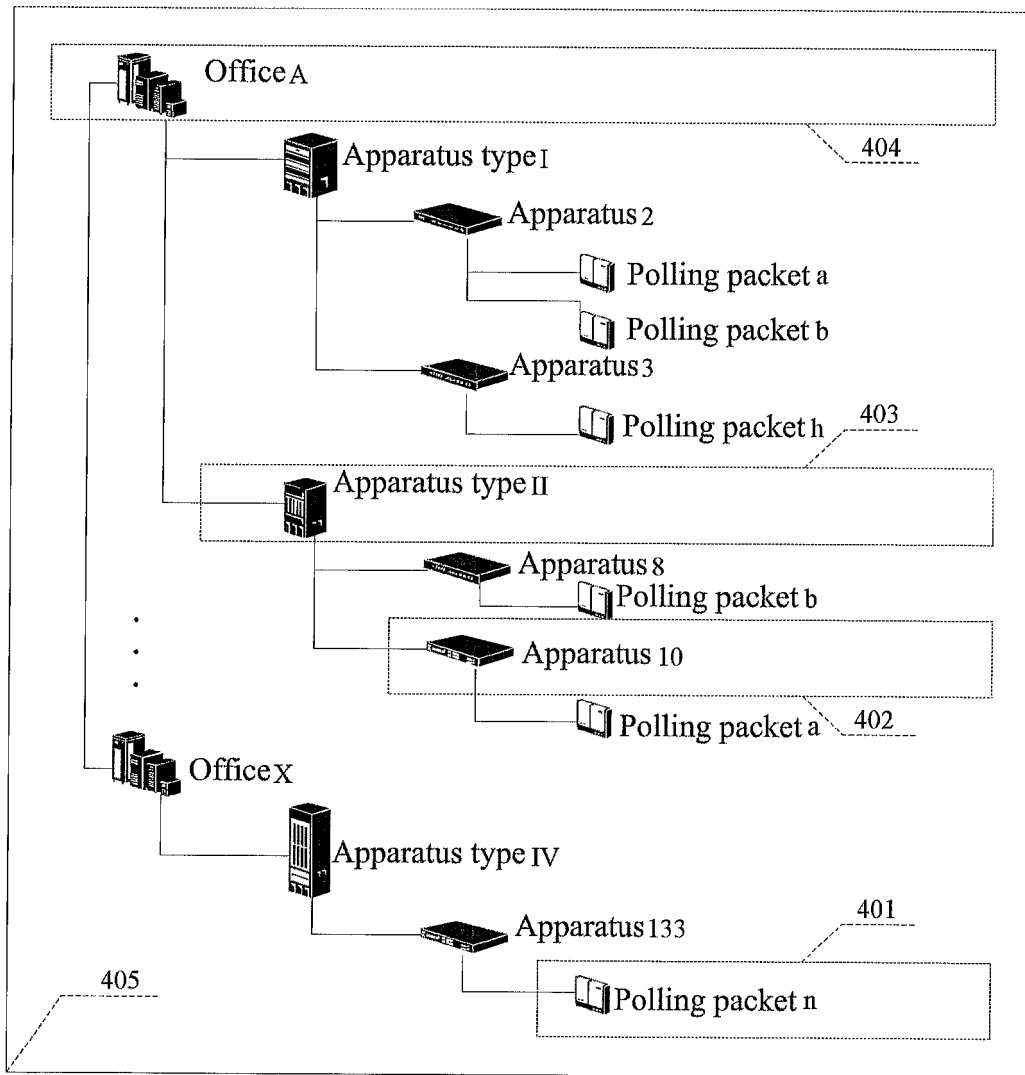 Office A
404
Apparatus type I
Apparatus 2
Polling packet a
Polling packet b
Apparatus 3
403
Polling packet h
Apparatus type II
Apparatus 8
Polling packet b
Apparatus 10
402
Polling packet a
Office X
Apparatus type IV
401
Apparatus 133
405
Polling packet n